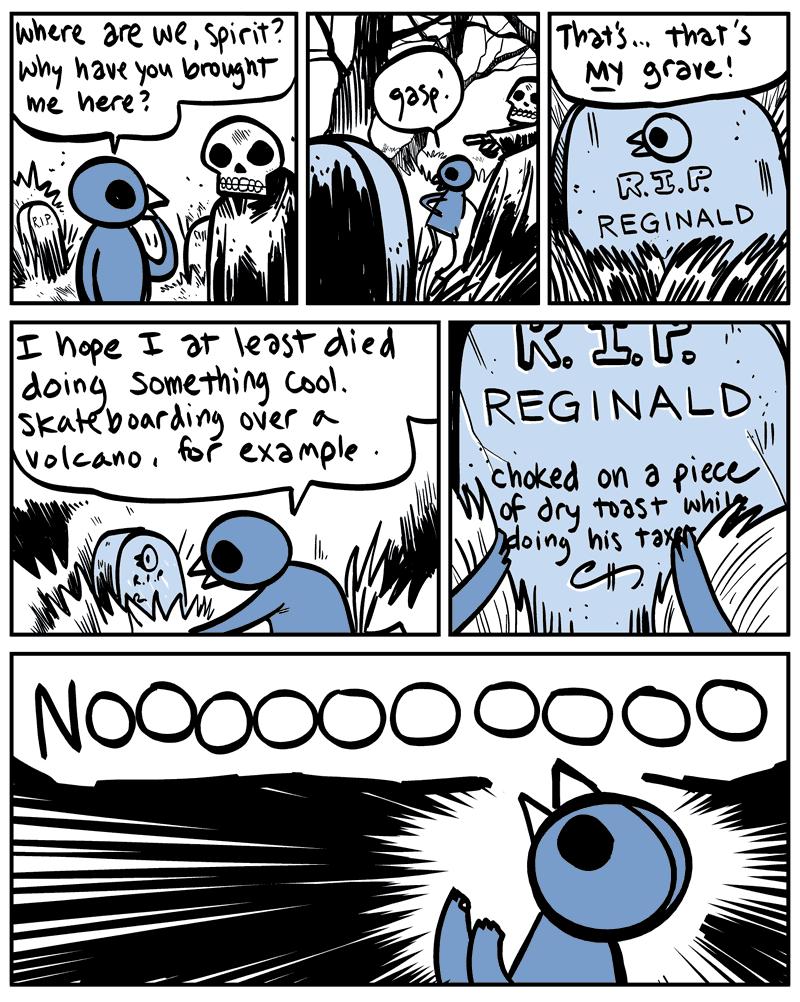 where are we, spirit?
why have you brought
me here?
R.I.P.
gasp.
That's... that's
MY grave!
R.I.P.
REGINALD
I hope I at least died
doing something cool.
skateboarding over a
volcano, for example.
R.I.P.
R.I.P.
REGINALD
choked on a piece
of dry toast while
doing his taxes
NOOOOOOOOOOO